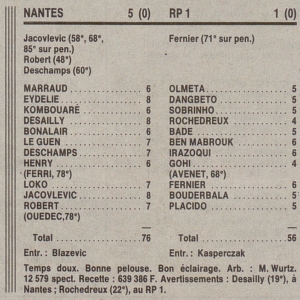 NANTES 5 (0) RP 1 1 (0)
Jacovlevic (58°, 68°,
85° sur pen.)
Robert (48°)
Deschamps (60°)
Fernier (71° sur pen.)
MARRAUD 6
EYDELIE 8
KOMBOUARÉ 6
DESAILLY 8
BONALAIR 6
LE GUEN 7
DESCHAMPS 7
HENRY 6
(FERRI, 78°)
LOKO 7
JACOVLEVIC 8
ROBERT 7
(OUEDEC,78°)
Total 76
Entr. : Blazevic
OLMETA 5
DANGBETO 5
SOBRINHO 5
ROCHEDREUX 4
BADE 5
BEN MABROUK 6
IRAZOQUI 6
GOHI 4
(AVENET, 68°)
FERNIER 6
BOUDERBALA 5
PLACIDO 5
Total 56
Entr. : Kasperczak
Temps doux. Bonne pelouse. Bon éclairage. Arb. : M. Wurtz.
12 579 spect. Recette : 639 386 F. Avertissements : Desailly (19°), à
Nantes ; Rochedreux (22°), au RP 1.